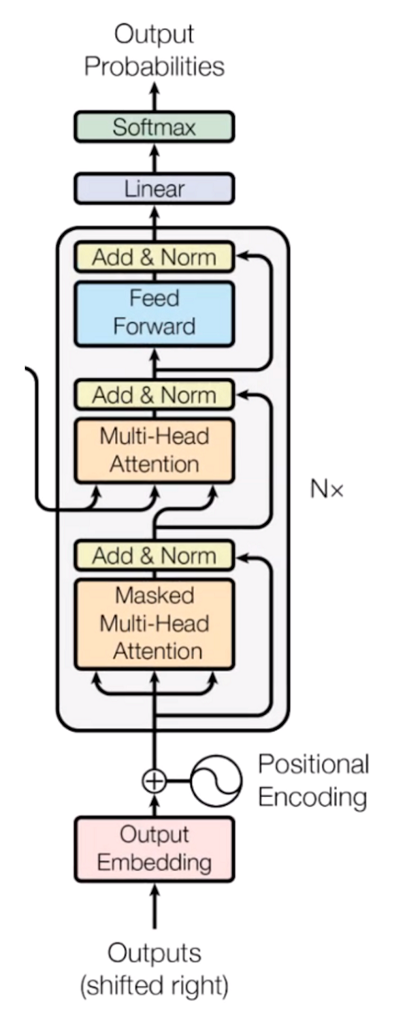 Output
Probabilities
Softmax
Linear
Add & Norm
Feed
Forward
Add & Norm
Multi-Head
Attention
N×
Add & Norm
Masked
Multi-Head
Attention
Positional
Encoding
Output
Embedding
Outputs
(shifted right)